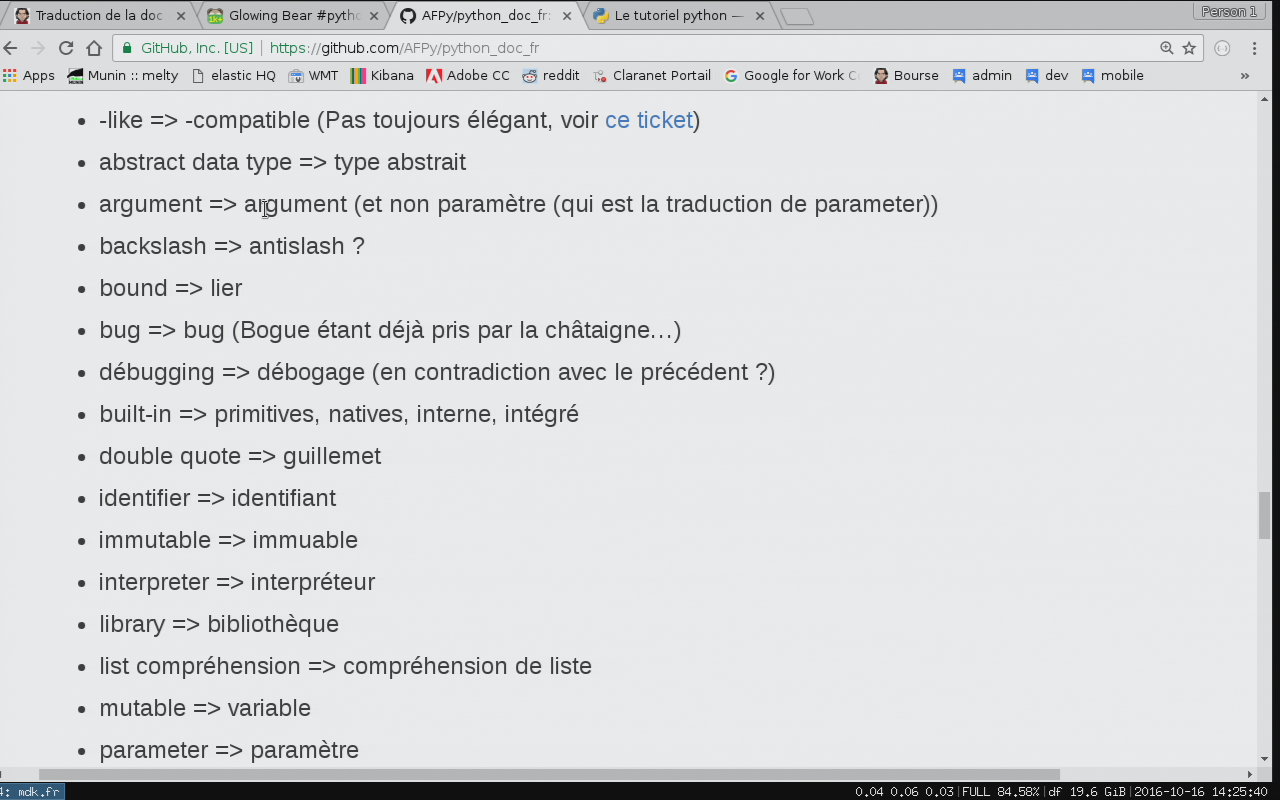 Traduction de la doc
Glowing Bear #pytho
AFPy/python_doc_fr:
Le tutoriel python —
Person 1
GitHub, Inc. [US]
https://github.com/AFPy/python_doc_fr
Apps
Munin :: melty
elastic HQ
WMT
Kibana
Adobe CC
reddit
Claranet Portail
Google for Work C
Bourse
admin
dev
mobile
»
-like => -compatible (Pas toujours élégant, voir ce ticket)
abstract data type => type abstrait
argument => argument (et non paramètre (qui est la traduction de parameter))
backslash => antislash ?
bound => lier
bug => bug (Bogue étant déjà pris par la châtaigne…)
débugging => débogage (en contradiction avec le précédent ?)
built-in => primitives, natives, interne, intégré
double quote => guillemet
identifier => identifiant
immutable => immuable
interpreter => interpréteur
library => bibliothèque
list compréhension => compréhension de liste
mutable => variable
parameter => paramètre
4: mdk.fr
0.04 0.06 0.03|FULL 84.58%|df 19.6 GiB|2016-10-16 14:25:40